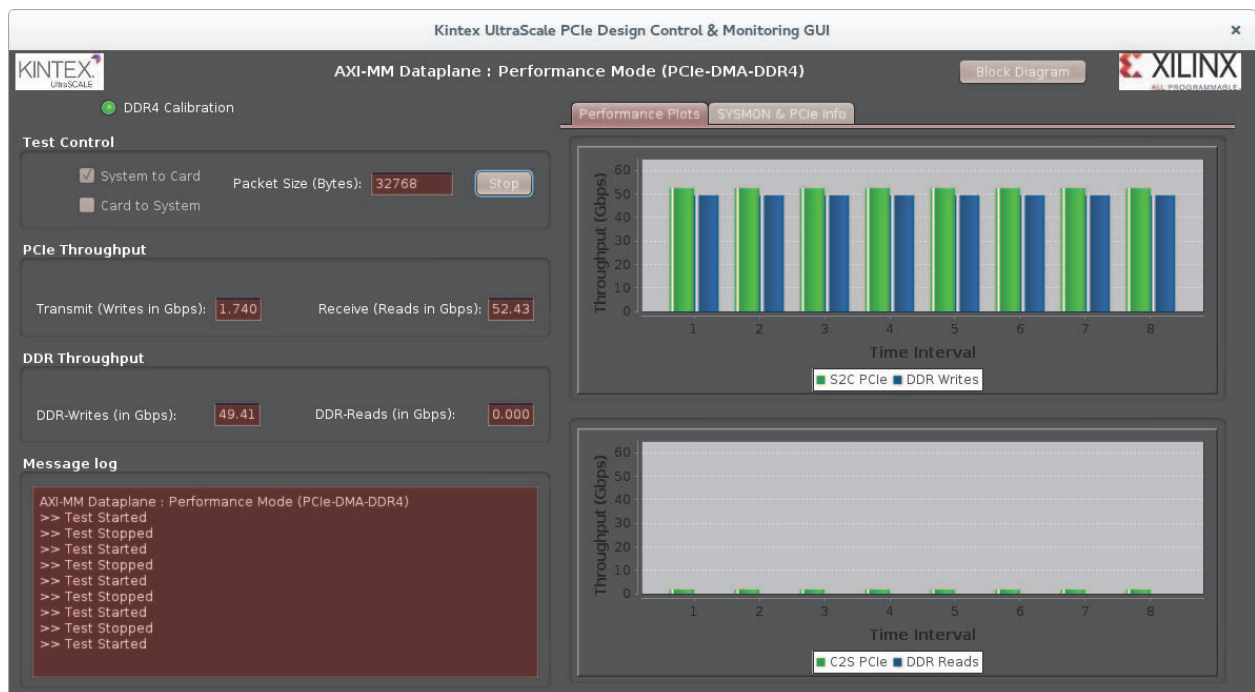 Kintex UltraScale PCIe Design Control & Monitoring GUI
×
KINTEX
UltraSCALE
AXI-MM Dataplane : Performance Mode (PCIe-DMA-DDR4)
Block Diagram
XILINX
ALL PROGRAMMABLE
DDR4 Calibration
Performance Plots
SYSMON & PCIe Info
Test Control
System to Card
Card to System
Packet Size (Bytes): 32768
Stop
PCIe Throughput
Transmit (Writes in Gbps): 1.740
Receive (Reads in Gbps): 52.43
DDR Throughput
DDR-Writes (in Gbps): 49.41
DDR-Reads (in Gbps): 0.000
Message log
AXI-MM Dataplane : Performance Mode (PCIe-DMA-DDR4)
>> Test Started
>> Test Stopped
>> Test Started
>> Test Stopped
>> Test Started
>> Test Stopped
>> Test Started
>> Test Stopped
>> Test Started
Throughput (Gbps)
60
50
40
30
20
10
0
1 2 3 4 5 6 7 8
Time Interval
S2C PCIe DDR Writes
Throughput (Gbps)
60
50
40
30
20
10
0
1 2 3 4 5 6 7 8
Time Interval
C2S PCIe DDR Reads